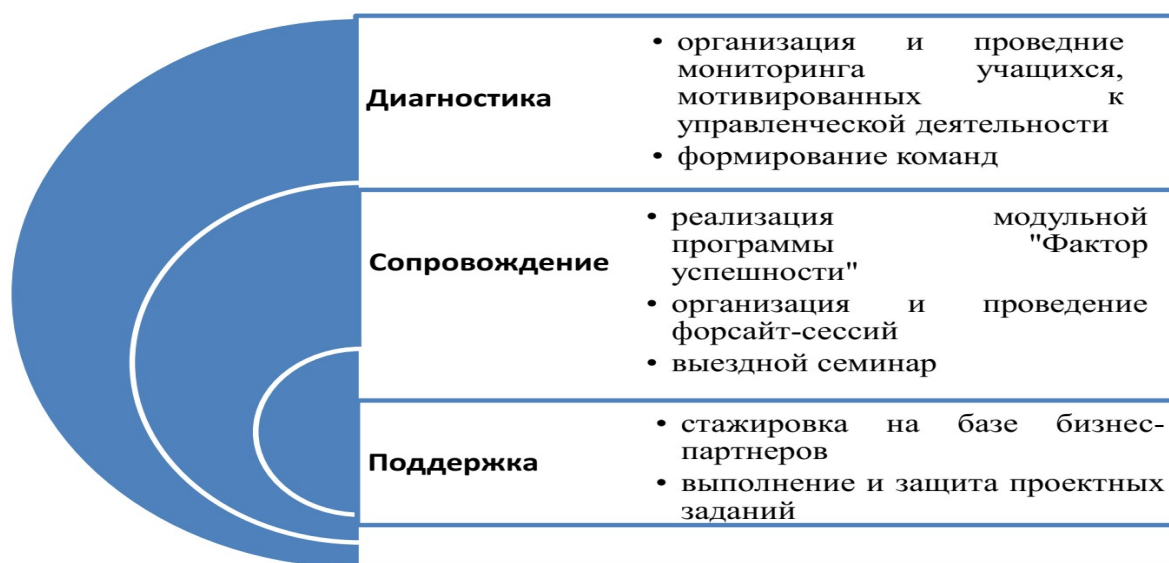 Диагностика
• организация и проведние
мониторинга учащихся,
мотивированных к
управленческой деятельности
• формирование команд
Сопровождение
• реализация модульной
программы "Фактор
успешности"
• организация и проведение
форсайт-сессий
• выездной семинар
Поддержка
• стажировка на базе бизнес-
партнеров
• выполнение и защита проектных
заданий